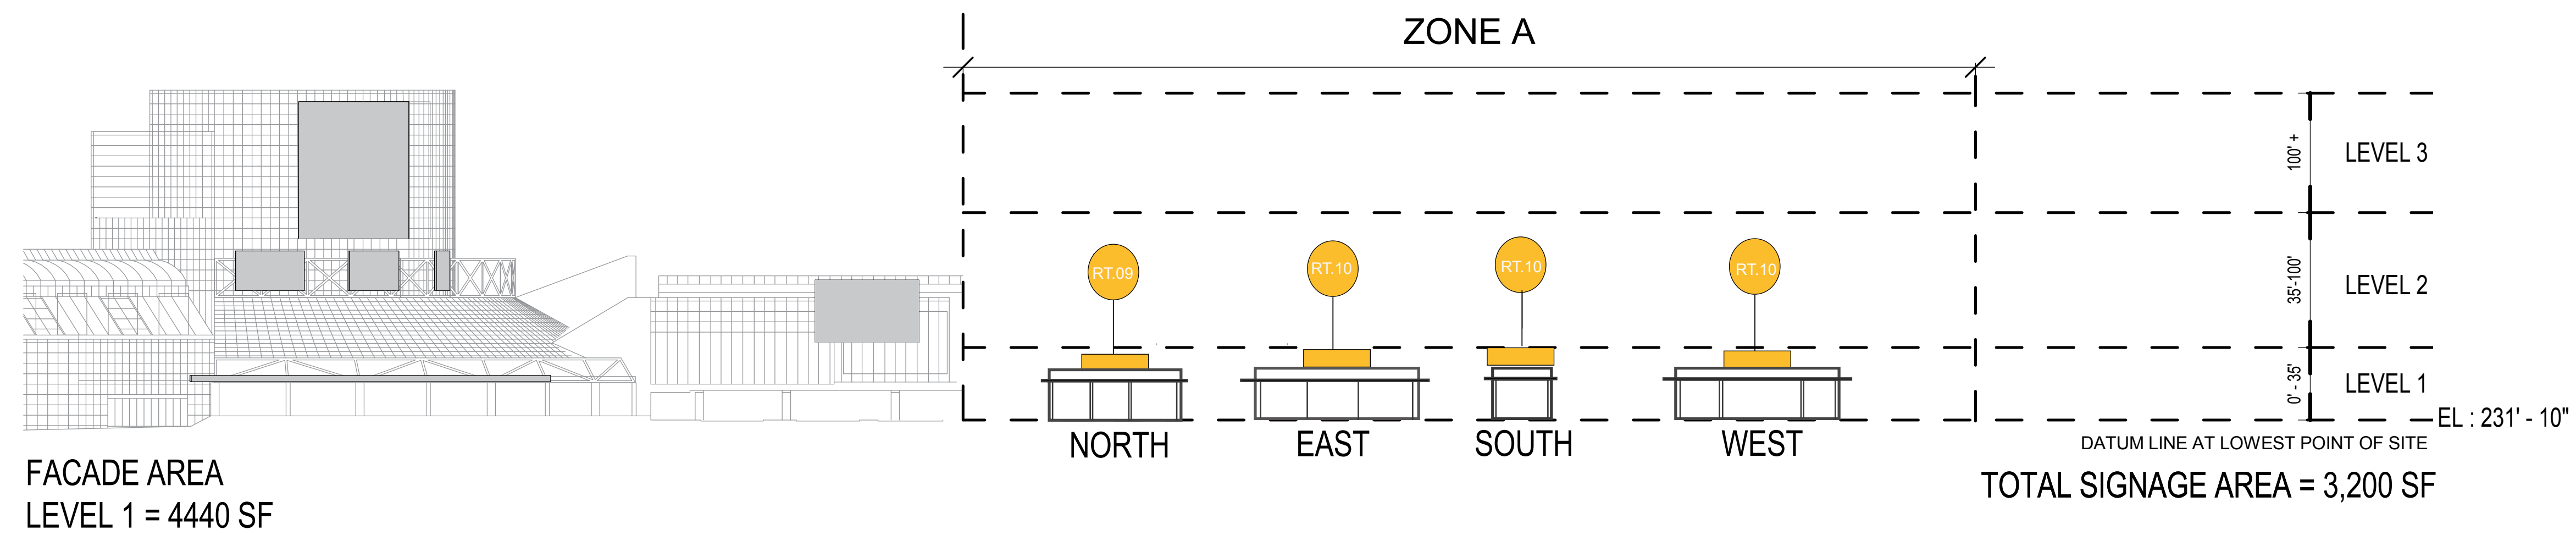 ZONE A
100' +
LEVEL 3
RT.09
RT.10
RT.10
RT.10
35'-100'
LEVEL 2
0' - 35'
LEVEL 1
EL : 231' - 10"
NORTH
EAST
SOUTH
WEST
DATUM LINE AT LOWEST POINT OF SITE
FACADE AREA
LEVEL 1 = 4440 SF
TOTAL SIGNAGE AREA = 3,200 SF